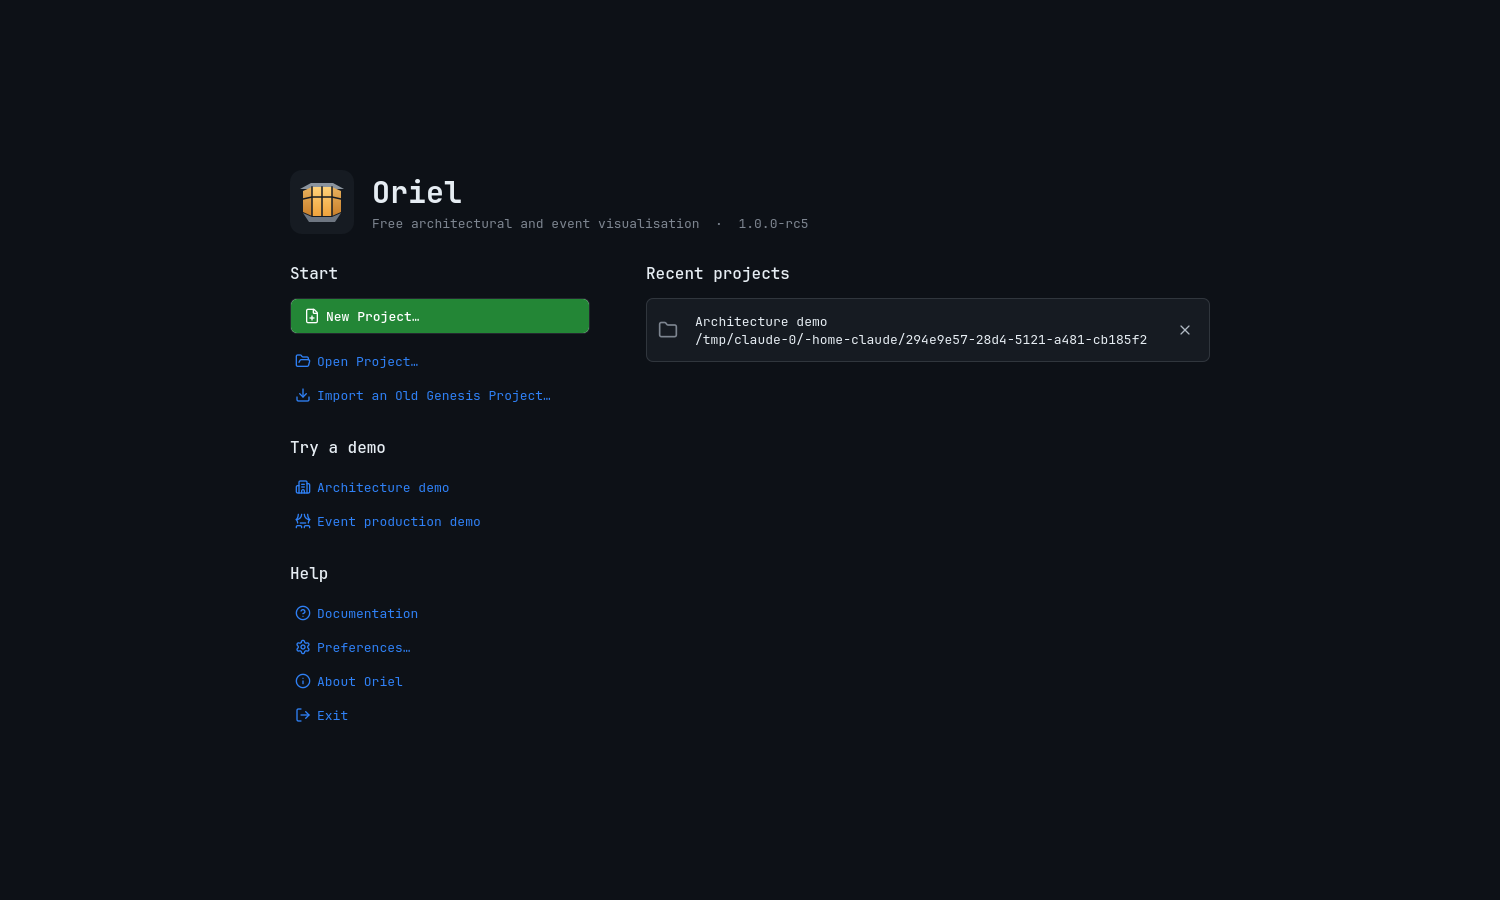 Oriel
Free architectural and event visualisation · 1.0.0-rc5
Start
New Project…
Open Project…
Import an Old Genesis Project…
Try a demo
Architecture demo
Event production demo
Help
Documentation
Preferences…
About Oriel
Exit
Recent projects
Architecture demo
/tmp/claude-0/-home-claude/294e9e57-28d4-5121-a481-cb185f2